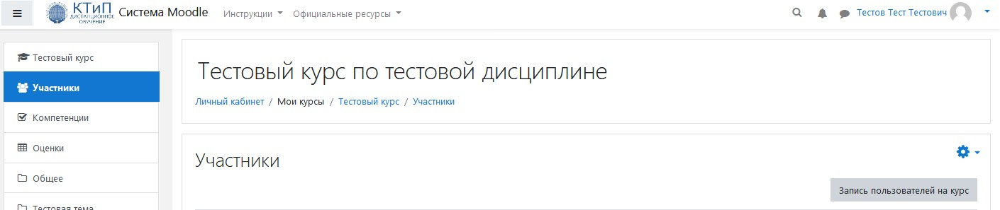 КТиП
ДИСТАНЦИОННОЕ
ОБУЧЕНИЕ
Система Moodle
Инструкции
Официальные ресурсы
Тестов Тест Тестович
Тестовый курс
Участники
Компетенции
Оценки
Общее
Тестовая тема
Тестовый курс по тестовой дисциплине
Личный кабинет / Мои курсы / Тестовый курс / Участники
Участники
Запись пользователей на курс